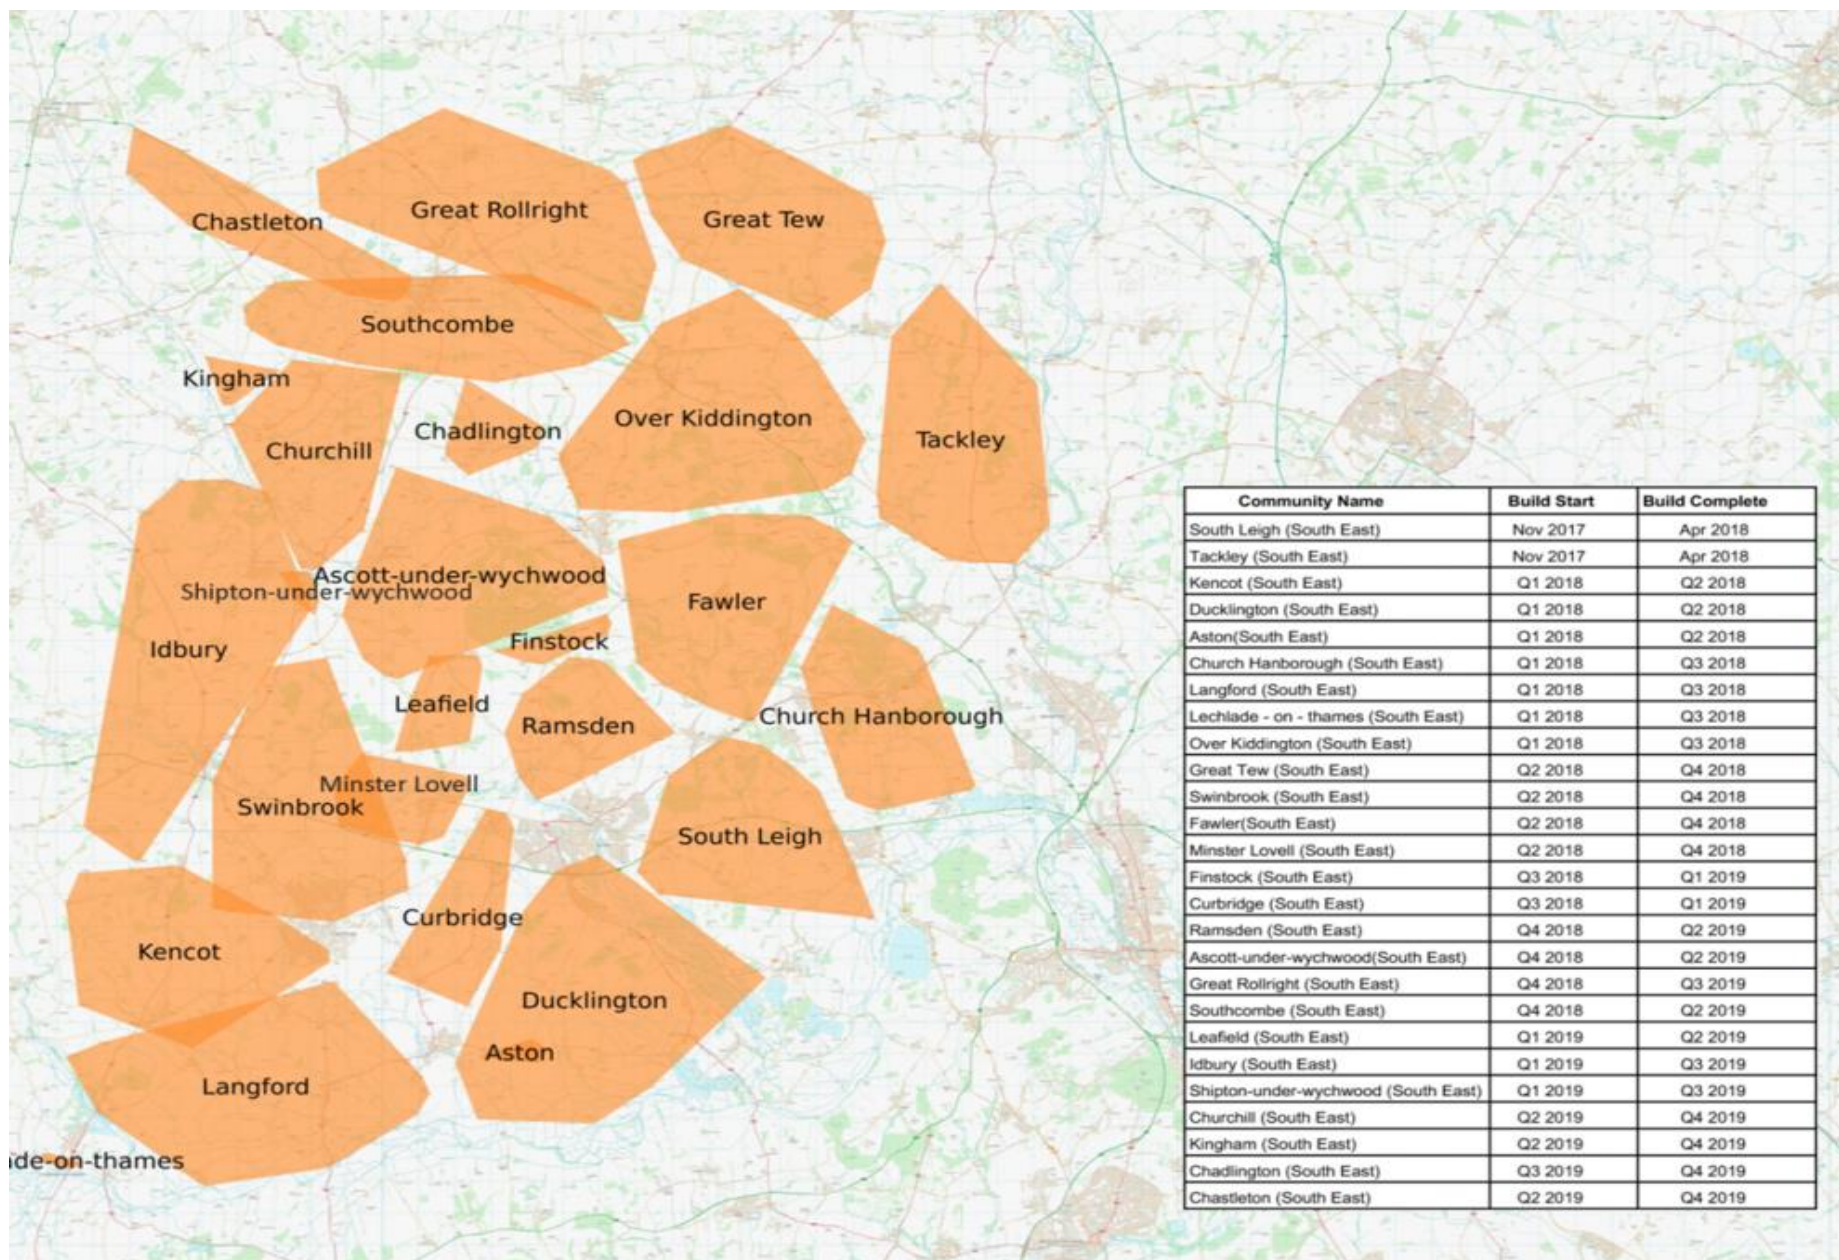 Chastleton
Great Rollright
Great Tew
Southcombe
Kingham
Chadlington
Over Kiddington
Churchill
Tackley
Ascott-under-wychwood
Shipton-under-wychwood
Fawler
Idbury
Finstock
Leafield
Ramsden
Church Hanborough
Minster Lovell
Swinbrook
South Leigh
Curbridge
Kencot
Ducklington
Aston
Langford
de-on-thames
Community Name Build Start Build Complete
South Leigh (South East) Nov 2017 Apr 2018
Tackley (South East) Nov 2017 Apr 2018
Kencot (South East) Q1 2018 Q2 2018
Ducklington (South East) Q1 2018 Q2 2018
Aston(South East) Q1 2018 Q2 2018
Church Hanborough (South East) Q1 2018 Q3 2018
Langford (South East) Q1 2018 Q3 2018
Lechlade - on - thames (South East) Q1 2018 Q3 2018
Over Kiddington (South East) Q1 2018 Q3 2018
Great Tew (South East) Q2 2018 Q4 2018
Swinbrook (South East) Q2 2018 Q4 2018
Fawler(South East) Q2 2018 Q4 2018
Minster Lovell (South East) Q2 2018 Q4 2018
Finstock (South East) Q3 2018 Q1 2019
Curbridge (South East) Q3 2018 Q1 2019
Ramsden (South East) Q4 2018 Q2 2019
Ascott-under-wychwood(South East) Q4 2018 Q2 2019
Great Rollright (South East) Q4 2018 Q3 2019
Southcombe (South East) Q4 2018 Q2 2019
Leafield (South East) Q1 2019 Q2 2019
Idbury (South East) Q1 2019 Q3 2019
Shipton-under-wychwood (South East) Q1 2019 Q3 2019
Churchill (South East) Q2 2019 Q4 2019
Kingham (South East) Q2 2019 Q4 2019
Chadlington (South East) Q3 2019 Q4 2019
Chastleton (South East) Q2 2019 Q4 2019